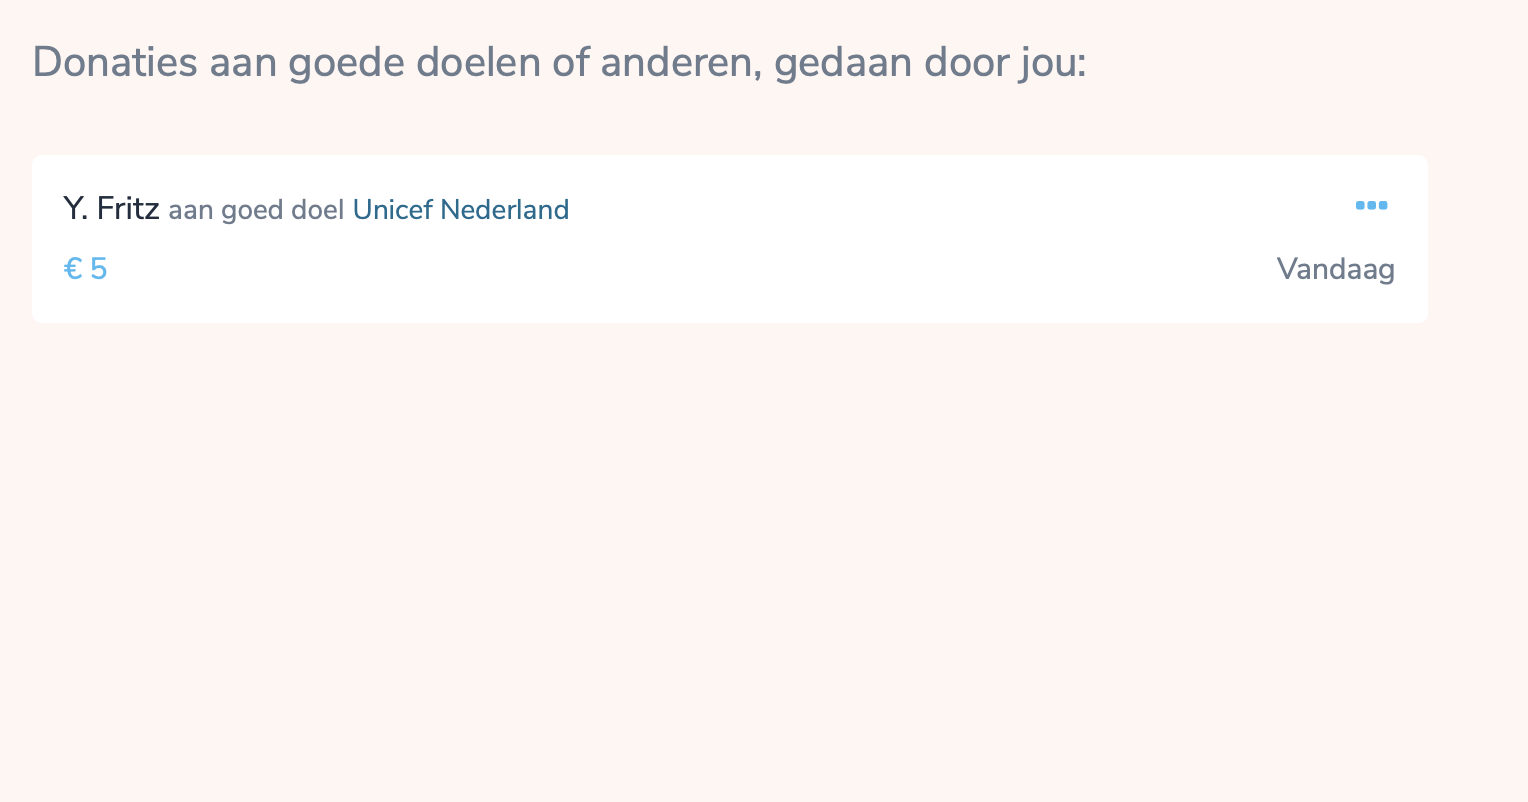 Donaties aan goede doelen of anderen, gedaan door jou:
Y. Fritz aan goed doel Unicef Nederland
€ 5
Vandaag